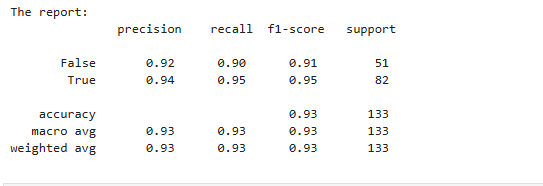 The report:
precision recall f1-score support
False 0.92 0.90 0.91 51
True 0.94 0.95 0.95 82
accuracy 0.93 133
macro avg 0.93 0.93 0.93 133
weighted avg 0.93 0.93 0.93 133